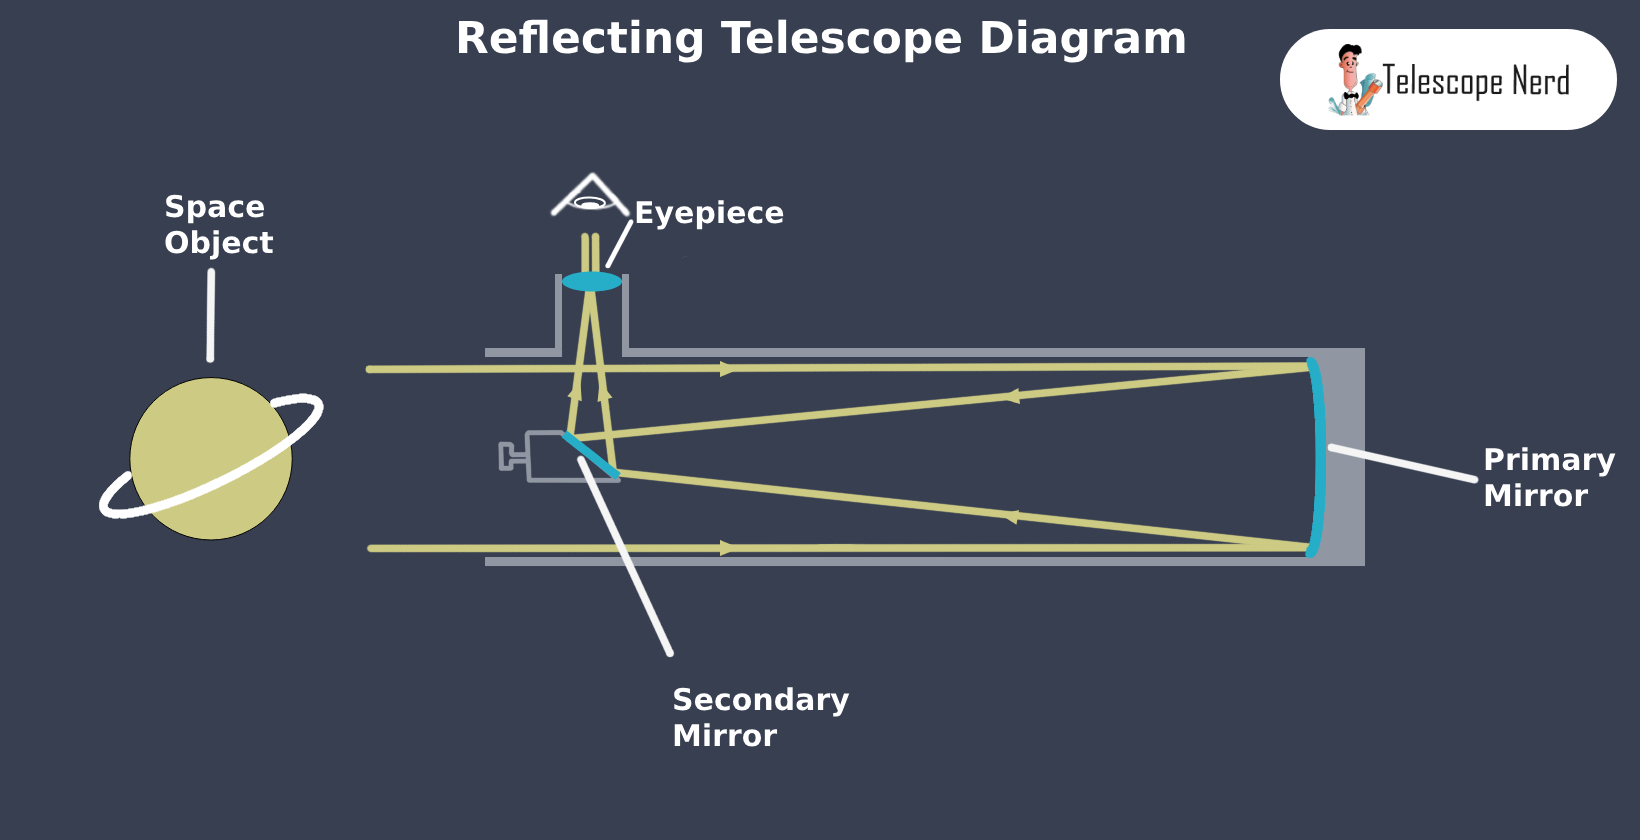 Reflecting Telescope Diagram
Telescope Nerd
Space
Object
Eyepiece
Primary
Mirror
Secondary
Mirror